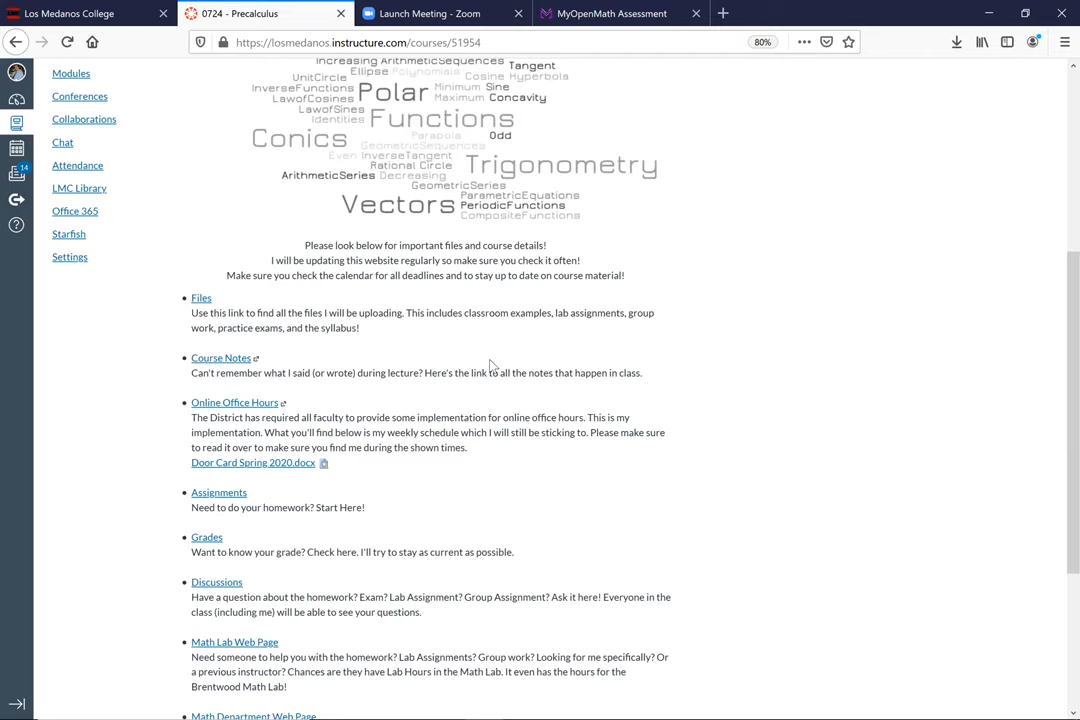 Los Medanos College
0724 - Precalculus
Launch Meeting - Zoom
MyOpenMath Assessment
https://losmedanos.instructure.com/courses/51954
80%
14
Modules
Conferences
Collaborations
Chat
Attendance
LMC Library
Office 365
Starfish
Settings
Increasing ArithmeticSequences Tangent
Ellipse Polynomials Cosine Hyperbola
UnitCircle
InverseFunctions Polar Minimum Sine
LawofCosines Maximum Concavity
LawofSines
Identities Functions
Conics Parabola Odd
GeometricSequences
Even InverseTangent
Rational Circle Trigonometry
ArithmeticSeries Decreasing
GeometricSeries
Vectors ParametricEquations
PeriodicFunctions
CompositeFunctions
Please look below for important files and course details!
I will be updating this website regularly so make sure you check it often!
Make sure you check the calendar for all deadlines and to stay up to date on course material!
• Files
Use this link to find all the files I will be uploading. This includes classroom examples, lab assignments, group
work, practice exams, and the syllabus!
• Course Notes
Can't remember what I said (or wrote) during lecture? Here's the link to all the notes that happen in class.
• Online Office Hours
The District has required all faculty to provide some implementation for online office hours. This is my
implementation. What you'll find below is my weekly schedule which I will still be sticking to. Please make sure
to read it over to make sure you find me during the shown times.
Door Card Spring 2020.docx
• Assignments
Need to do your homework? Start Here!
• Grades
Want to know your grade? Check here. I'll try to stay as current as possible.
• Discussions
Have a question about the homework? Exam? Lab Assignment? Group Assignment? Ask it here! Everyone in the
class (including me) will be able to see your questions.
• Math Lab Web Page
Need someone to help you with the homework? Lab Assignments? Group work? Looking for me specifically? Or
a previous instructor? Chances are they have Lab Hours in the Math Lab. It even has the hours for the
Brentwood Math Lab!
• Math Department Web Page